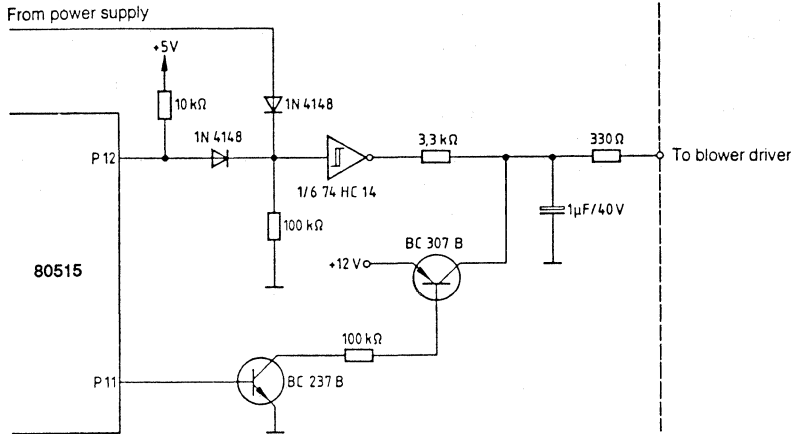 From power supply
+5V
10 kΩ
1N 4148
1N 4148
3,3 kΩ
330 Ω
P 12
To blower driver
1/6 74 HC 14
100 kΩ
1µF/40 V
BC 307 B
+12 V
80515
100 kΩ
P 11
BC 237 B